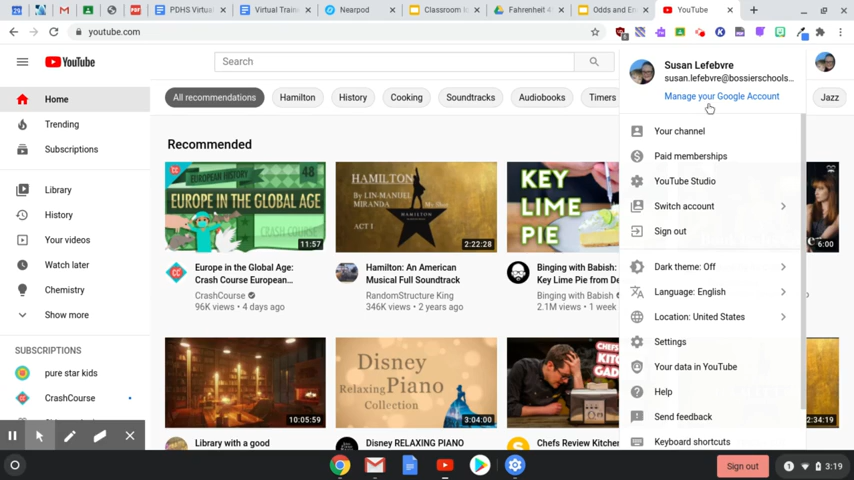 PDHS Virtual
Virtual Train
Nearpod
Classroom I
Fahrenheit 4
Odds and En
YouTube
youtube.com
YouTube
Search
Susan Lefebvre
susan.lefebvre@bossierschools...
Manage your Google Account
Home
Trending
Subscriptions
Library
History
Your videos
Watch later
Chemistry
Show more
SUBSCRIPTIONS
pure star kids
CrashCourse
All recommendations
Hamilton
History
Cooking
Soundtracks
Audiobooks
Timers
Jazz
Recommended
EUROPEAN HISTORY
48
EUROPE IN THE GLOBAL AGE
11:57
HAMILTON
BY LIN-MANUEL
MIRANDA
ACT I
2:22:28
KEY
LIME
PIE
6:00
Europe in the Global Age:
Crash Course European...
CrashCourse
96K views • 4 days ago
Hamilton: An American
Musical Full Soundtrack
RandomStructure King
346K views • 2 years ago
Binging with Babish:
Key Lime Pie from De
Binging with Babish
2.1M views • 1 week
10:05:59
Disney
Relaxing Piano
Collection
3:04:00
CHEFS
KIT
GAD
2:34:19
Library with a good
Disney RELAXING PIANO
Chefs Review Kitchen
Your channel
Paid memberships
YouTube Studio
Switch account
Sign out
Dark theme: Off
Language: English
Location: United States
Settings
Your data in YouTube
Help
Send feedback
Keyboard shortcuts
Sign out
1
3:19